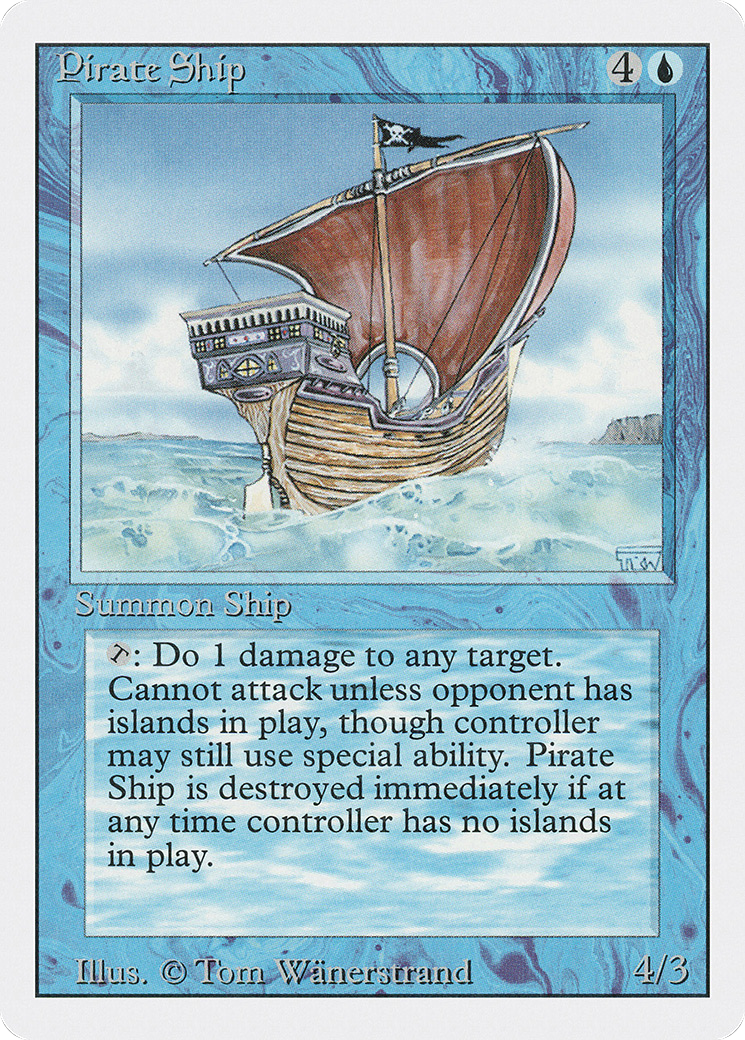 Pirate Ship 4
Summon Ship
T: Do 1 damage to any target.
Cannot attack unless opponent has
islands in play, though controller
may still use special ability. Pirate
Ship is destroyed immediately if at
any time controller has no islands
in play.
Illus. © Tom Wänerstrand 4/3